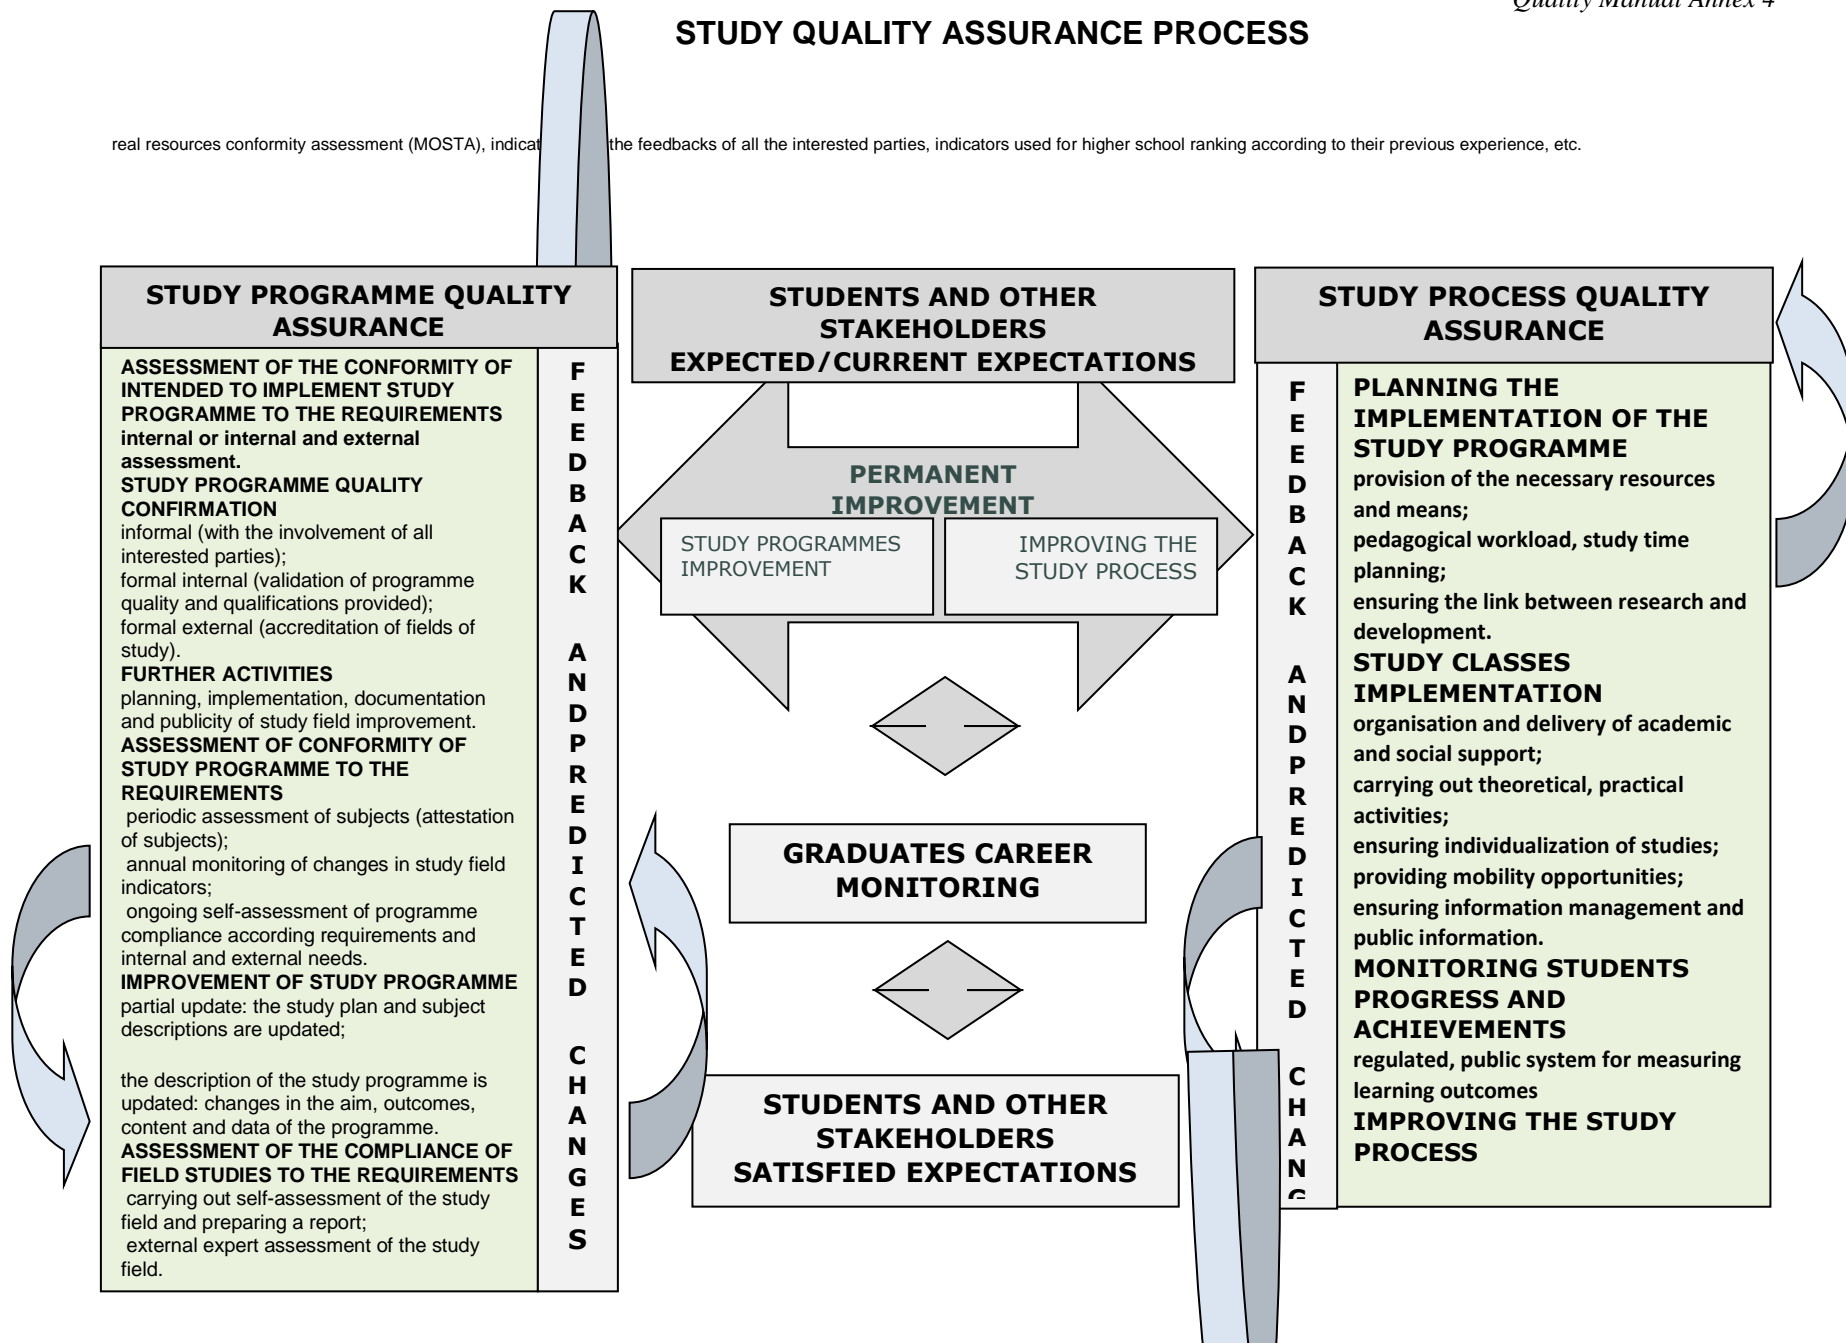 Quality Manual Annex 4
STUDY QUALITY ASSURANCE PROCESS
real resources conformity assessment (MOSTA), indicat the feedbacks of all the interested parties, indicators used for higher school ranking according to their previous experience, etc.
STUDY PROGRAMME QUALITY
ASSURANCE
ASSESSMENT OF THE CONFORMITY OF
INTENDED TO IMPLEMENT STUDY
PROGRAMME TO THE REQUIREMENTS
internal or internal and external
assessment.
STUDY PROGRAMME QUALITY
CONFIRMATION
informal (with the involvement of all
interested parties);
formal internal (validation of programme
quality and qualifications provided);
formal external (accreditation of fields of
study).
FURTHER ACTIVITIES
planning, implementation, documentation
and publicity of study field improvement.
ASSESSMENT OF CONFORMITY OF
STUDY PROGRAMME TO THE
REQUIREMENTS
periodic assessment of subjects (attestation
of subjects);
annual monitoring of changes in study field
indicators;
ongoing self-assessment of programme
compliance according requirements and
internal and external needs.
IMPROVEMENT OF STUDY PROGRAMME
partial update: the study plan and subject
descriptions are updated;
the description of the study programme is
updated: changes in the aim, outcomes,
content and data of the programme.
ASSESSMENT OF THE COMPLIANCE OF
FIELD STUDIES TO THE REQUIREMENTS
carrying out self-assessment of the study
field and preparing a report;
external expert assessment of the study
field.
FEEDBACK ANDPREDICTED CHANGES
STUDENTS AND OTHER
STAKEHOLDERS
EXPECTED/CURRENT EXPECTATIONS
PERMANENT
IMPROVEMENT
STUDY PROGRAMMES
IMPROVEMENT
IMPROVING THE
STUDY PROCESS
GRADUATES CAREER
MONITORING
STUDENTS AND OTHER
STAKEHOLDERS
SATISFIED EXPECTATIONS
STUDY PROCESS QUALITY
ASSURANCE
FEEDBACK ANDPREDICTED CHANG
PLANNING THE
IMPLEMENTATION OF THE
STUDY PROGRAMME
provision of the necessary resources
and means;
pedagogical workload, study time
planning;
ensuring the link between research and
development.
STUDY CLASSES
IMPLEMENTATION
organisation and delivery of academic
and social support;
carrying out theoretical, practical
activities;
ensuring individualization of studies;
providing mobility opportunities;
ensuring information management and
public information.
MONITORING STUDENTS
PROGRESS AND
ACHIEVEMENTS
regulated, public system for measuring
learning outcomes
IMPROVING THE STUDY
PROCESS